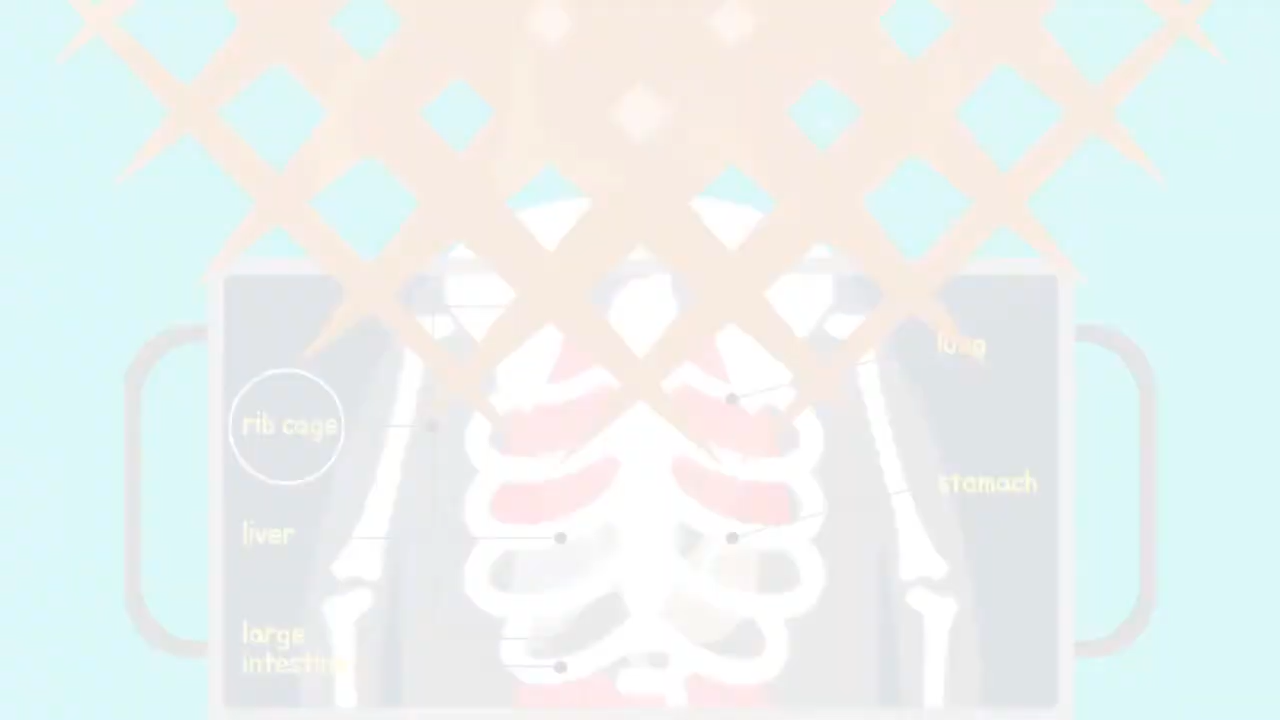 lung
rib cage
stomach
liver
large
intestine